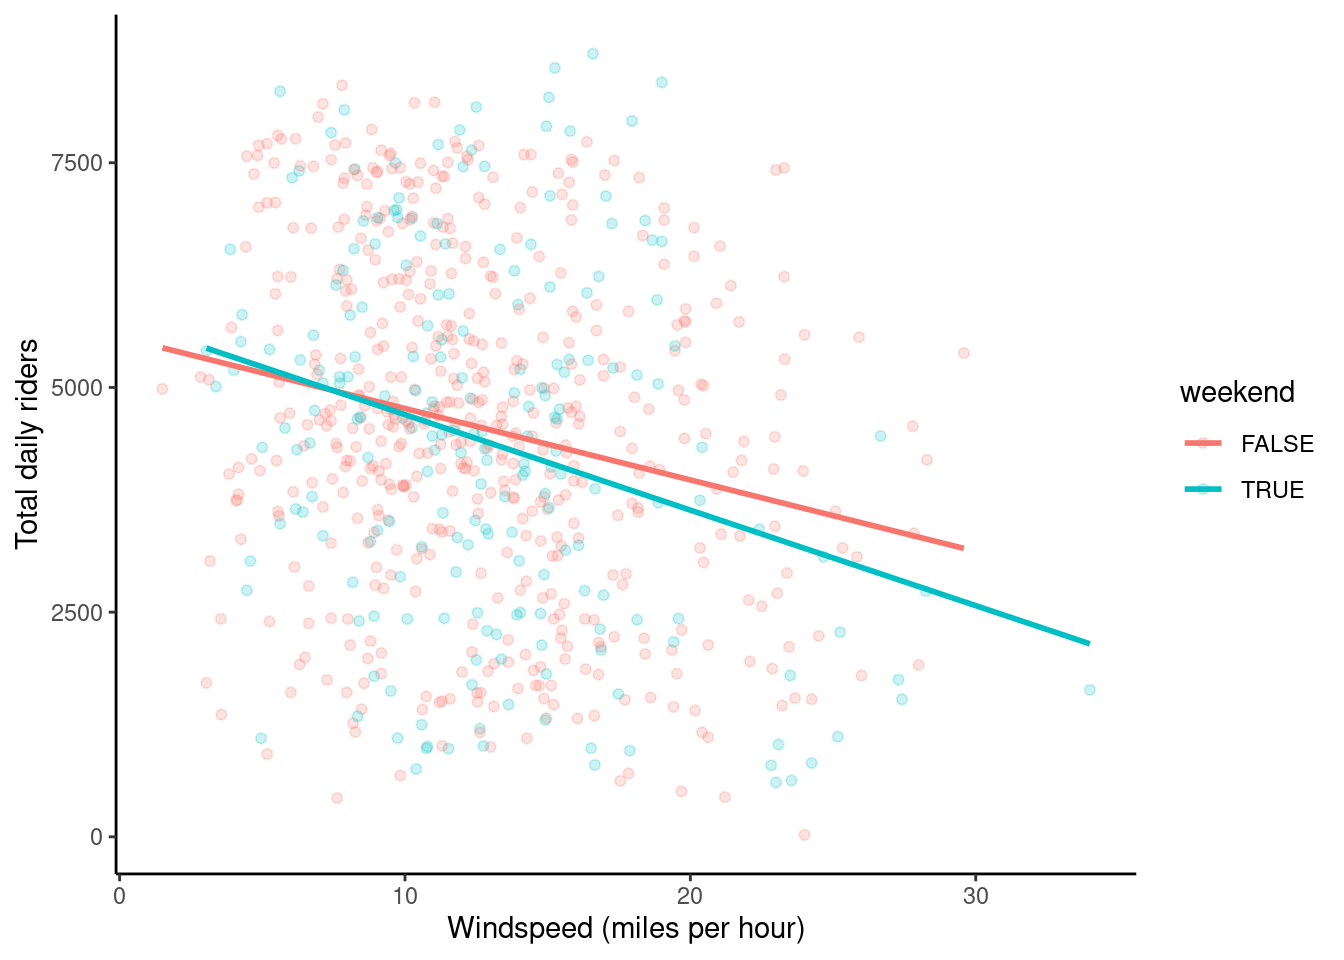 7500
5000
2500
0
Total daily riders
0 10 20 30
Windspeed (miles per hour)
weekend
FALSE
TRUE